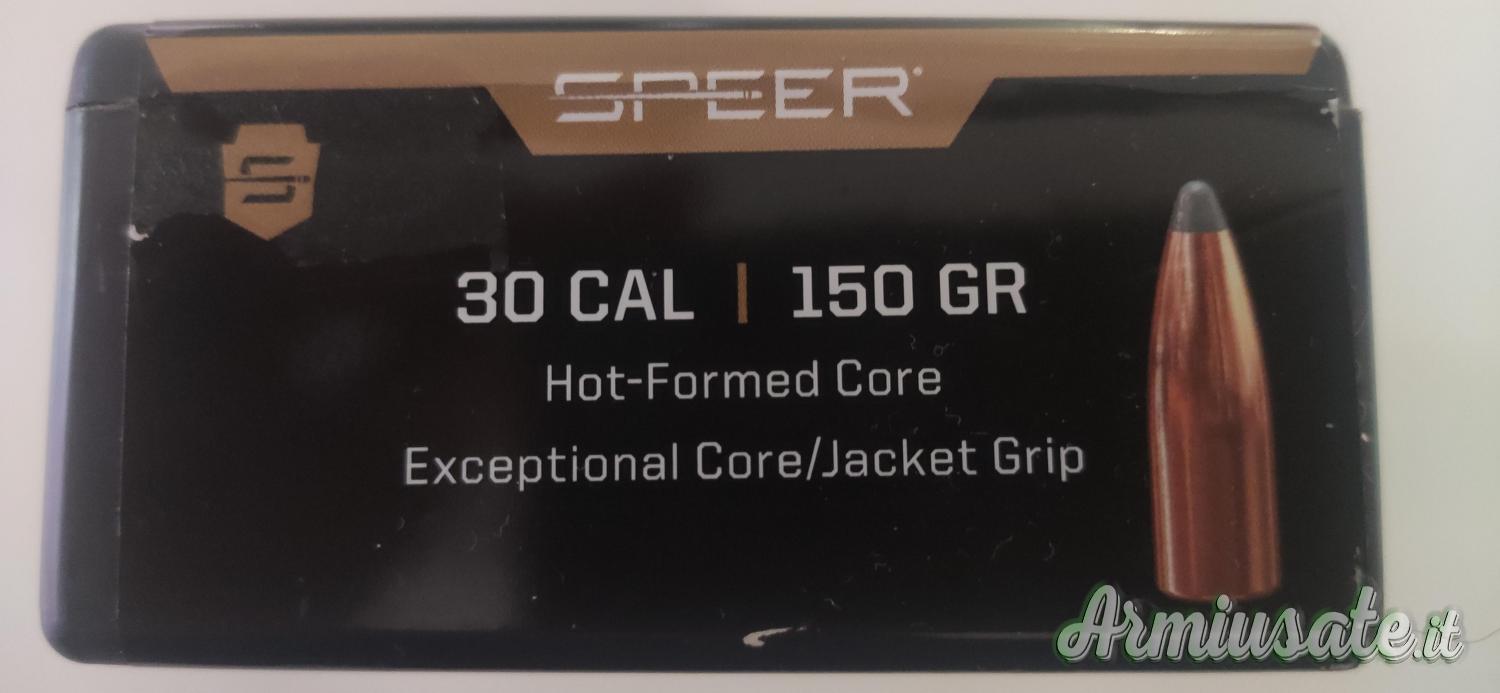 SPEER
S
30 CAL | 150 GR
Hot-Formed Core
Exceptional Core/Jacket Grip
Armiusate.it